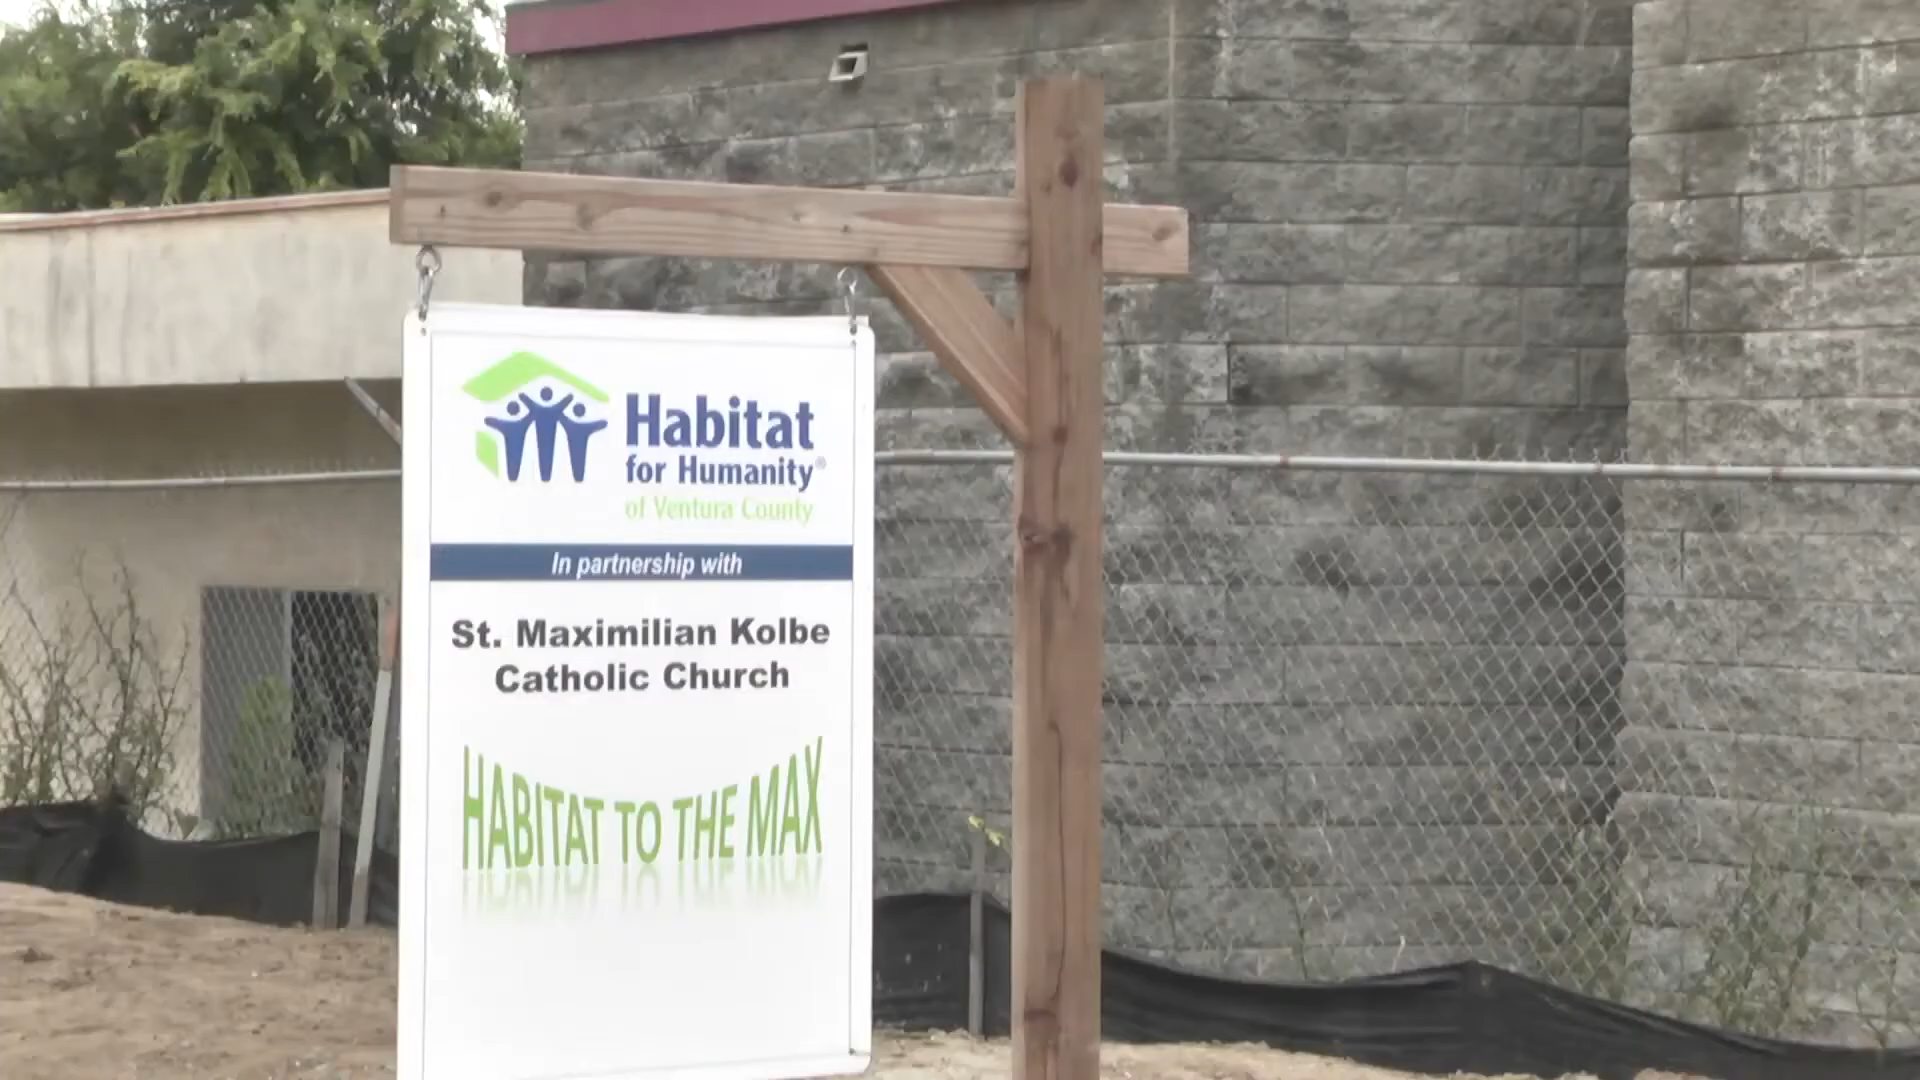 Habitat
for Humanity®
of Ventura County
In partnership with
St. Maximilian Kolbe
Catholic Church
HABITAT TO THE MAX